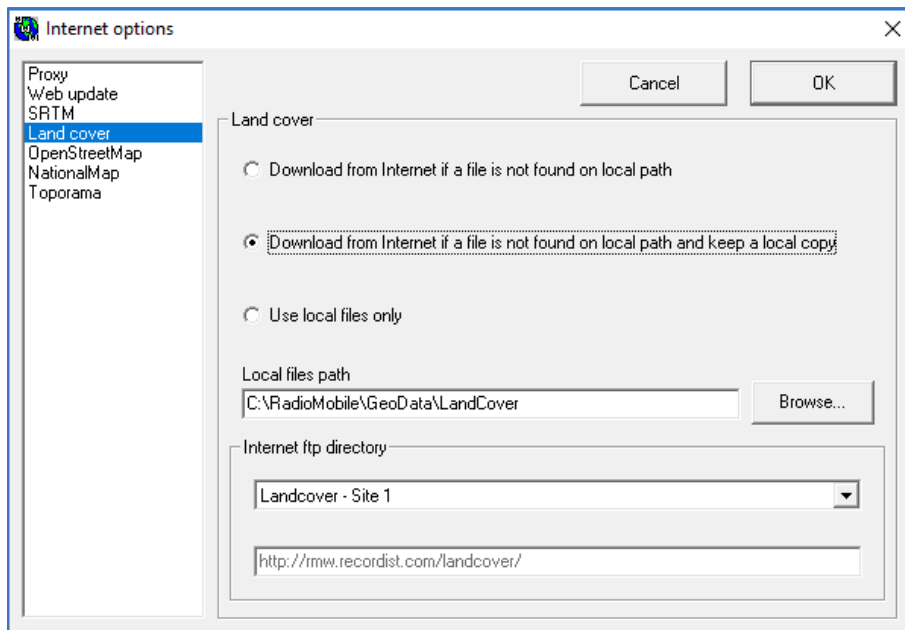 Internet options
Proxy
Web update
SRTM
Land cover
OpenStreetMap
NationalMap
Toporama
Cancel
OK
Land cover
Download from Internet if a file is not found on local path
Download from Internet if a file is not found on local path and keep a local copy
Use local files only
Local files path
C:\RadioMobile\GeoData\LandCover
Browse...
Internet ftp directory
Landcover - Site 1
http://rmw.recordist.com/landcover/